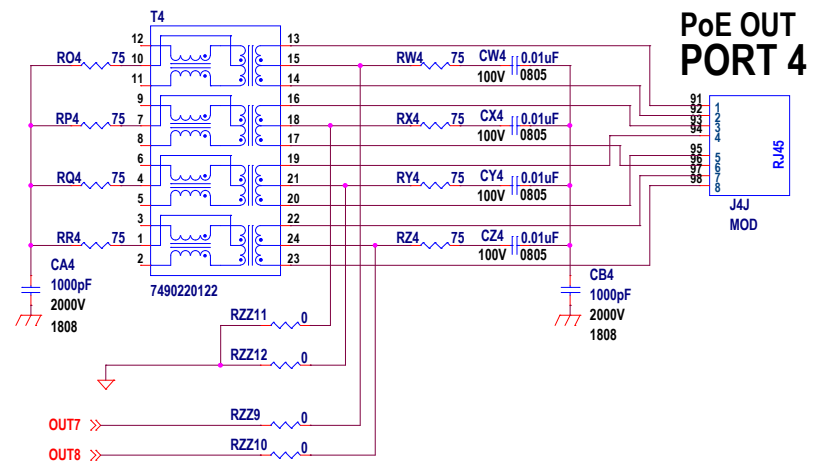 T4
PoE OUT
PORT 4
12
10
11
9
7
8
6
4
5
3
1
2
13
15
14
16
18
17
19
21
20
22
24
23
RO4 75
RP4 75
RQ4 75
RR4 75
RW4 75 CW4 0.01uF
100V 0805
RX4 75 CX4 0.01uF
100V 0805
RY4 75 CY4 0.01uF
100V 0805
RZ4 75 CZ4 0.01uF
100V 0805
91
92
93
94
95
96
97
98
1
2
3
4
5
6
7
8
RJ45
J4J
MOD
CA4
1000pF
2000V
1808
7490220122
CB4
1000pF
2000V
1808
RZZ11 0
RZZ12 0
OUT7 RZZ9 0
OUT8 RZZ10 0